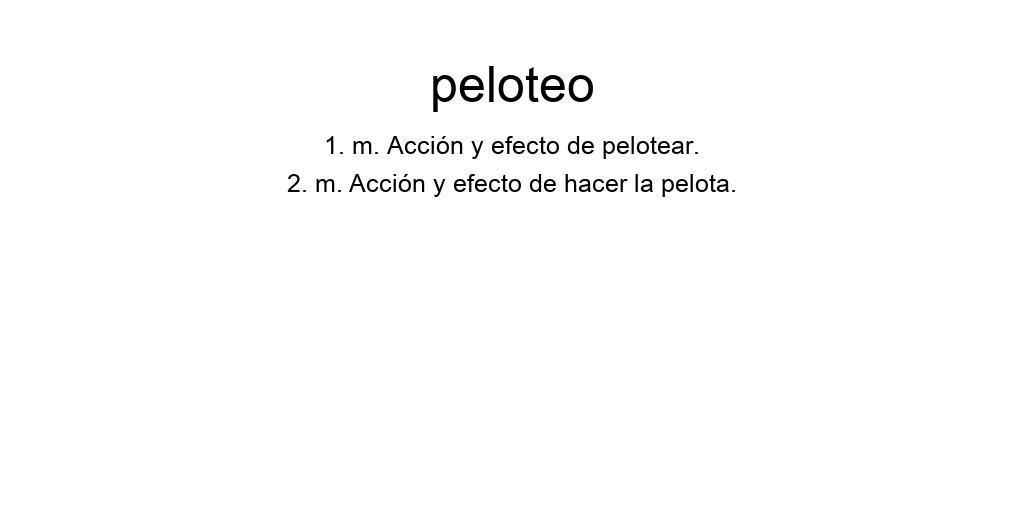 peloteo
1. m. Acción y efecto de pelotear.
2. m. Acción y efecto de hacer la pelota.